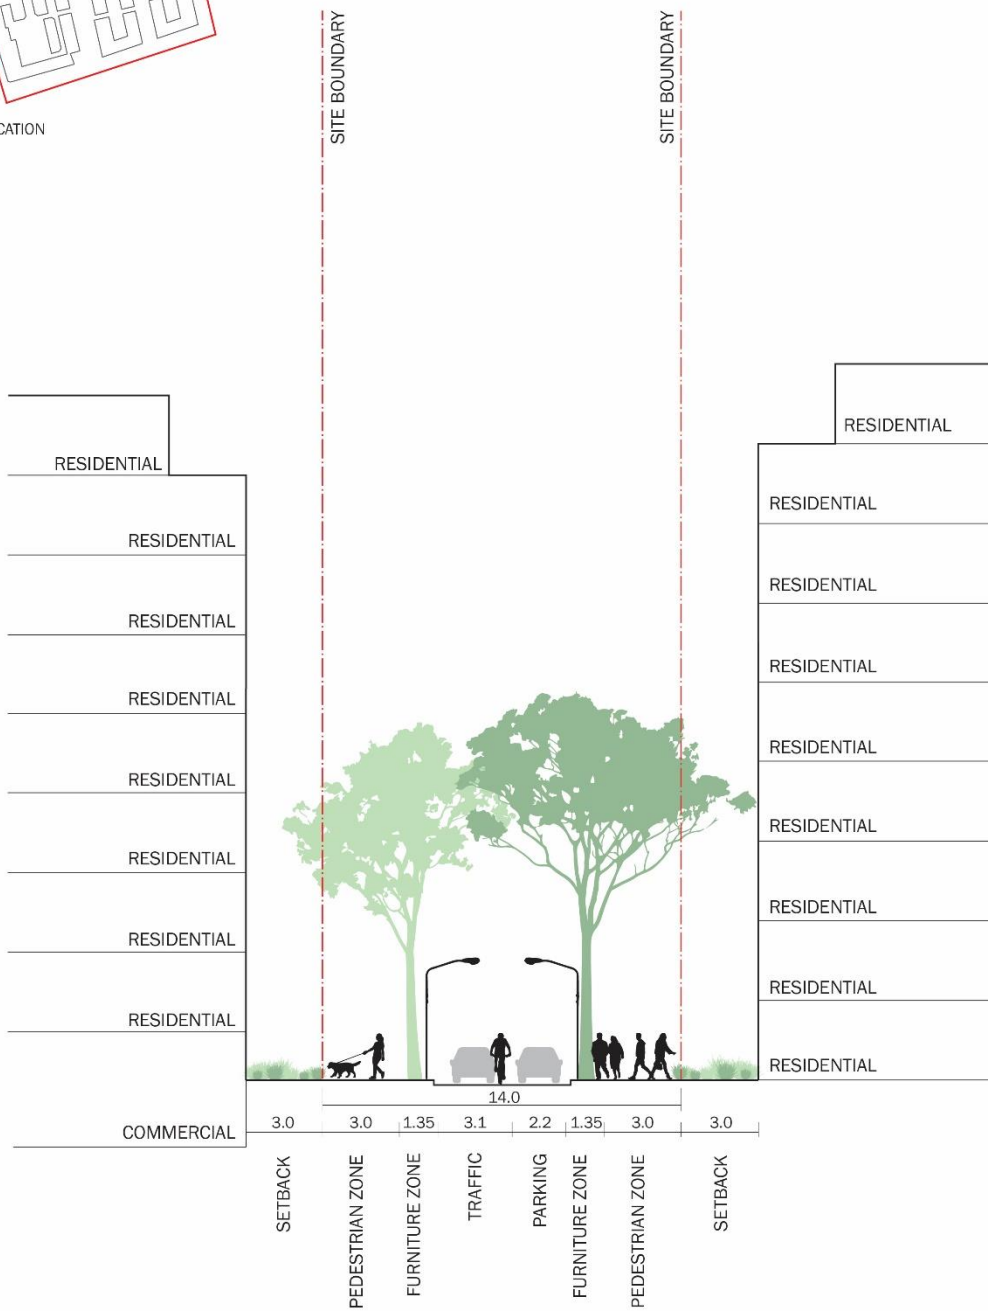 CATION
SITE BOUNDARY
SITE BOUNDARY
RESIDENTIAL
RESIDENTIAL
RESIDENTIAL
RESIDENTIAL
RESIDENTIAL
RESIDENTIAL
RESIDENTIAL
RESIDENTIAL
COMMERCIAL
RESIDENTIAL
RESIDENTIAL
RESIDENTIAL
RESIDENTIAL
RESIDENTIAL
RESIDENTIAL
RESIDENTIAL
RESIDENTIAL
RESIDENTIAL
14.0
3.0 3.0 1.35 3.1 2.2 1.35 3.0 3.0
SETBACK
PEDESTRIAN ZONE
FURNITURE ZONE
TRAFFIC
PARKING
FURNITURE ZONE
PEDESTRIAN ZONE
SETBACK